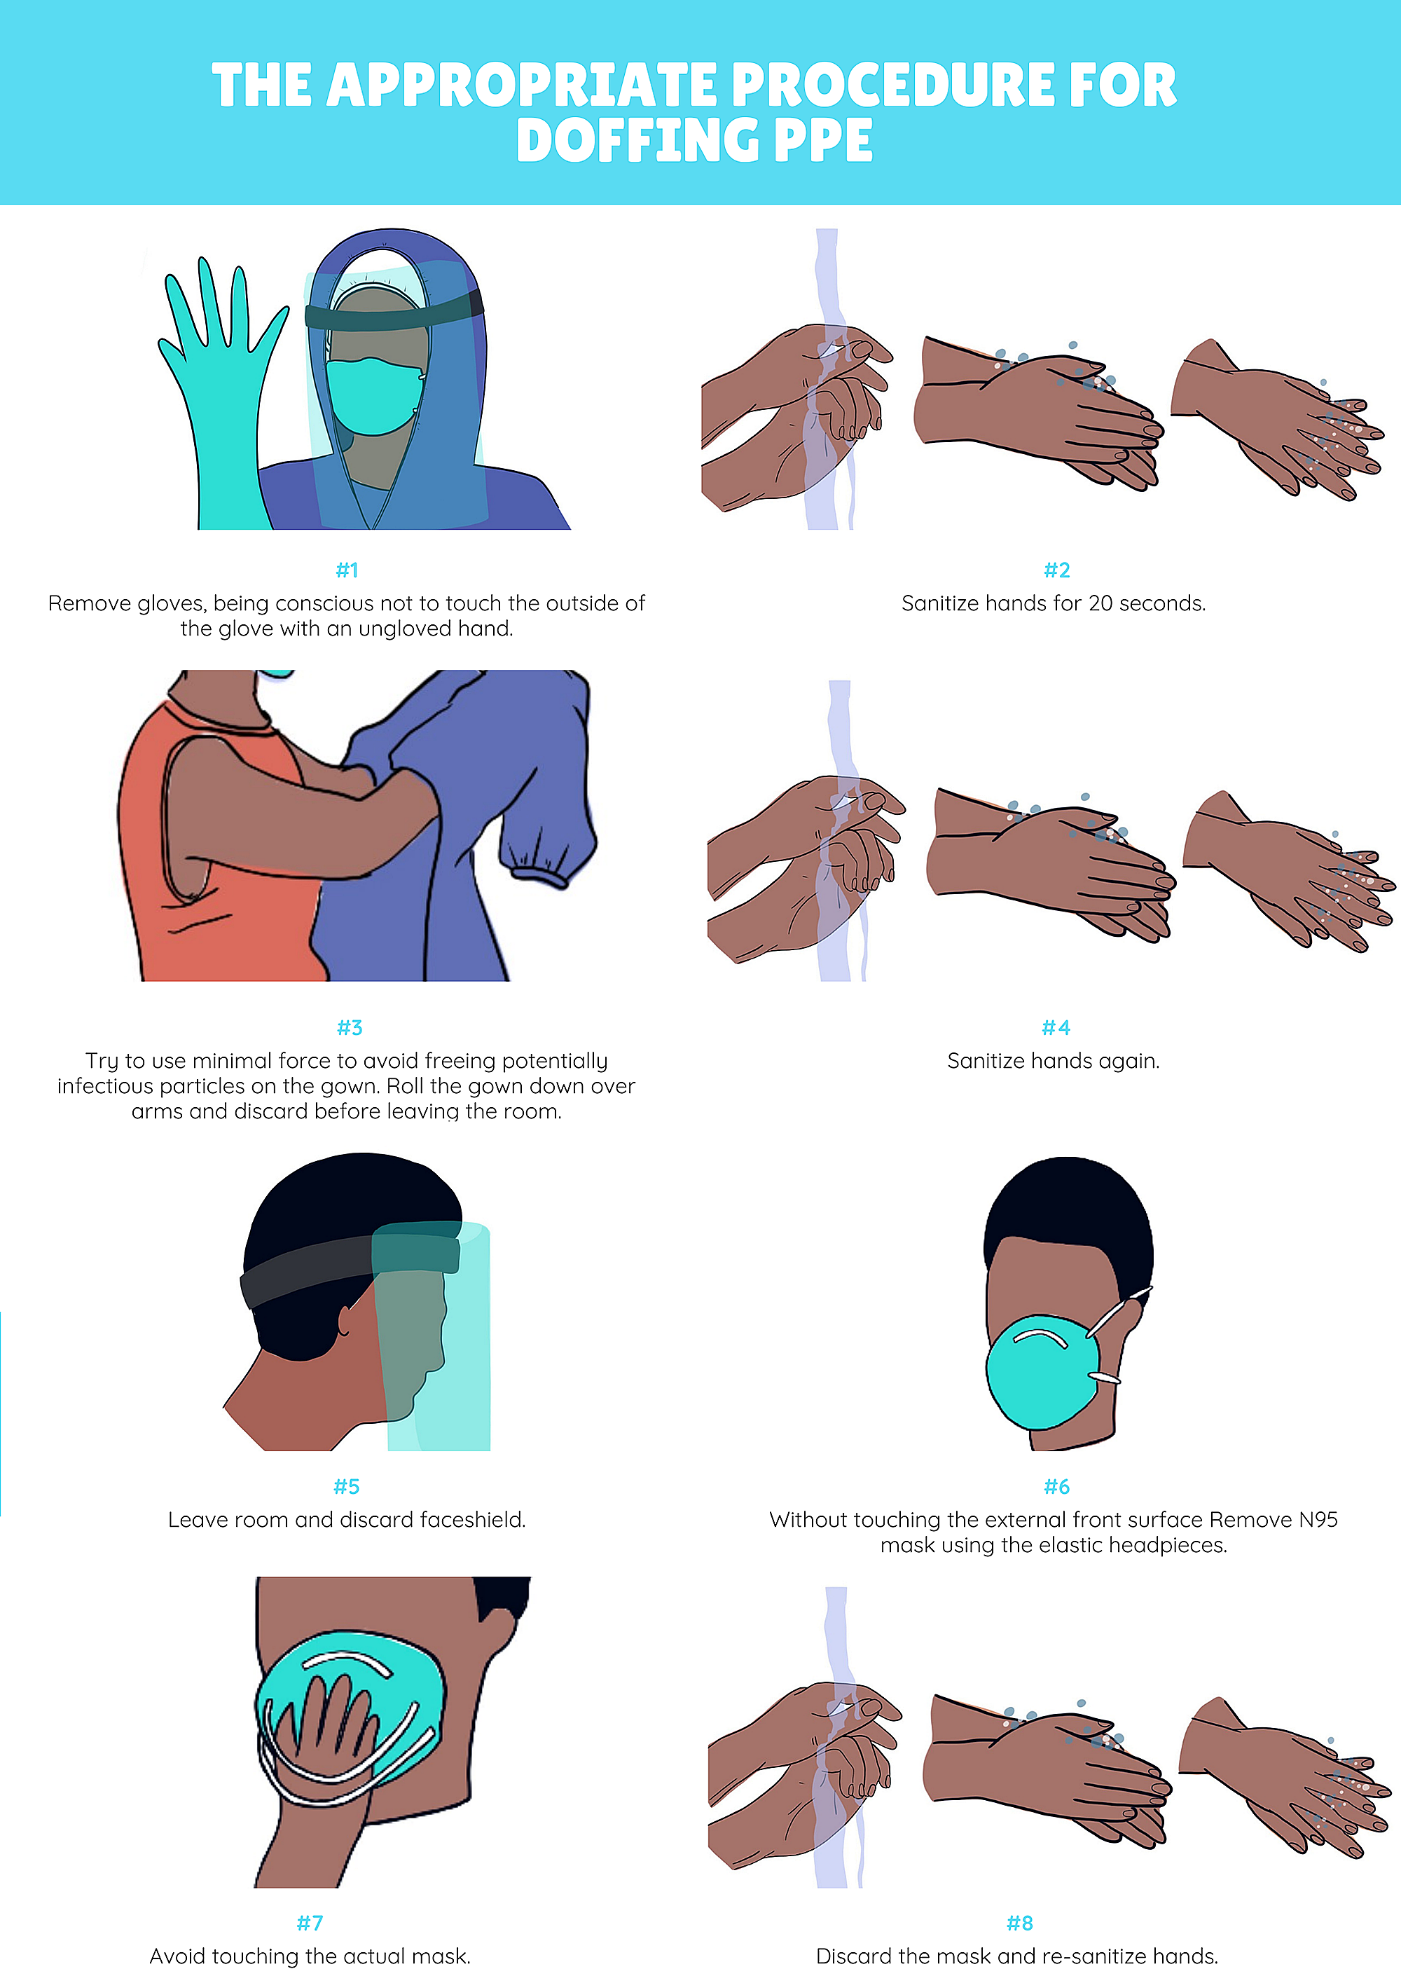 THE APPROPRIATE PROCEDURE FOR
DOFFING PPE
#1
Remove gloves, being conscious not to touch the outside of
the glove with an ungloved hand.
#2
Sanitize hands for 20 seconds.
#3
Try to use minimal force to avoid freeing potentially
infectious particles on the gown. Roll the gown down over
arms and discard before leaving the room.
#4
Sanitize hands again.
#5
Leave room and discard faceshield.
#6
Without touching the external front surface Remove N95
mask using the elastic headpieces.
#7
Avoid touching the actual mask.
#8
Discard the mask and re-sanitize hands.